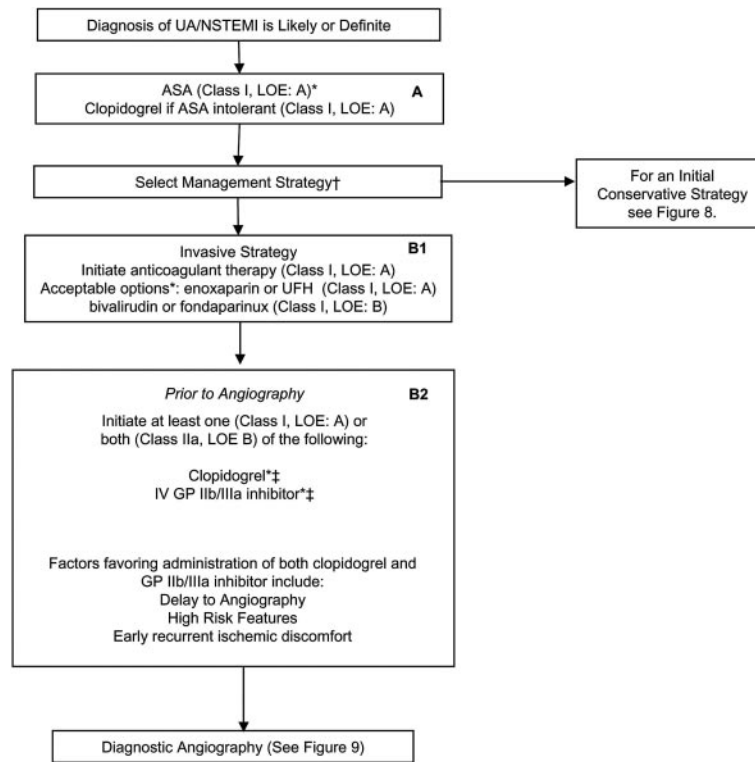 Diagnosis of UA/NSTEMI is Likely or Definite
A
ASA (Class I, LOE: A)*
Clopidogrel if ASA intolerant (Class I, LOE: A)
Select Management Strategy†
For an Initial
Conservative Strategy
see Figure 8.
B1
Invasive Strategy
Initiate anticoagulant therapy (Class I, LOE: A)
Acceptable options*: enoxaparin or UFH (Class I, LOE: A)
bivalirudin or fondaparinux (Class I, LOE: B)
Prior to Angiography
B2
Initiate at least one (Class I, LOE: A) or
both (Class IIa, LOE B) of the following:
Clopidogrel*‡
IV GP IIb/IIIa inhibitor*‡
Factors favoring administration of both clopidogrel and
GP IIb/IIIa inhibitor include:
Delay to Angiography
High Risk Features
Early recurrent ischemic discomfort
Diagnostic Angiography (See Figure 9)